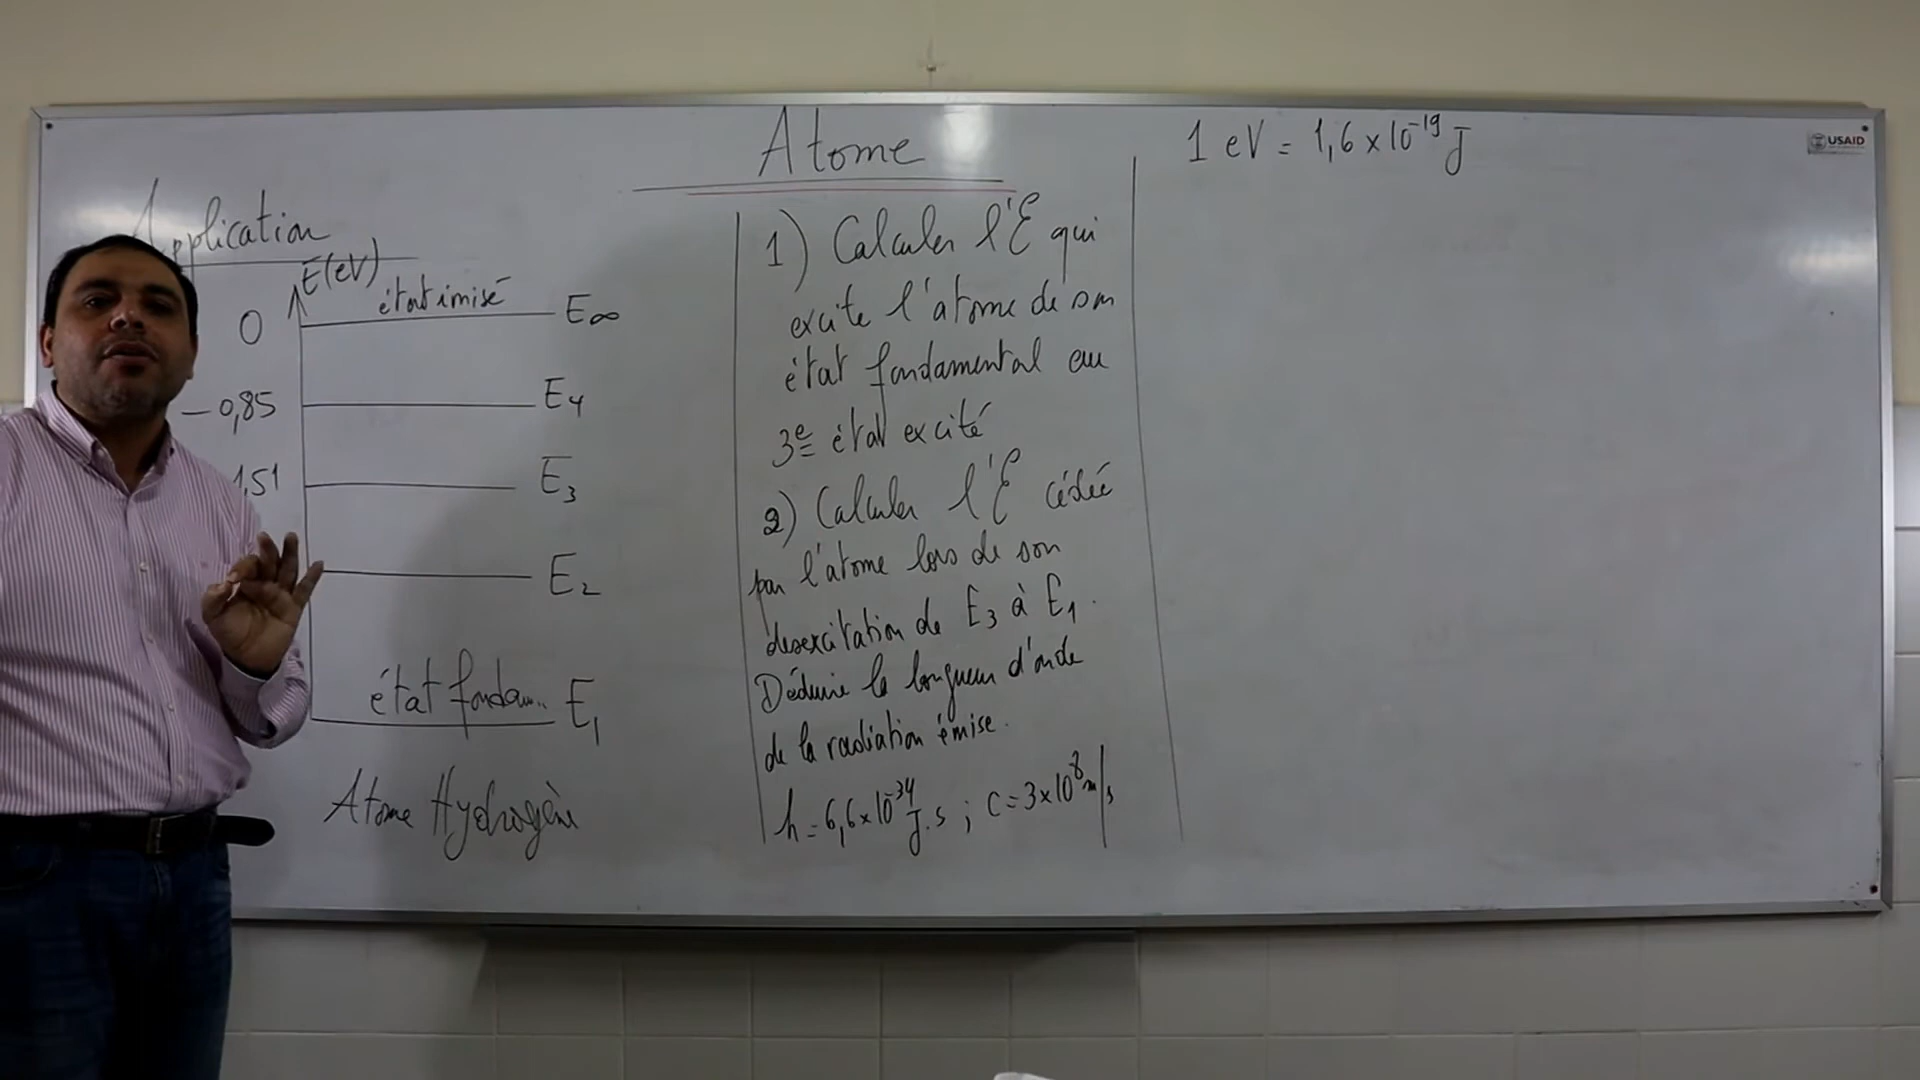 Atome
1 eV = 1,6 × 10⁻¹⁹ J
USAID
Application
E(eV)
0 état ionisé E∞
– 0,85 E₄
1,51 E₃
E₂
état fondam.. E₁
Atome Hydrogène
1) Calculer l'E qui
excite l'atome de son
état fondamental au
3e état excité
2) Calculer l'E cédée
par l'atome lors de son
desexcitation de E₃ à E₁.
Déduire la longueur d'onde
de la radiation émise.
h = 6,6 × 10⁻³⁴ J.s ; C = 3 × 10⁸ m/s